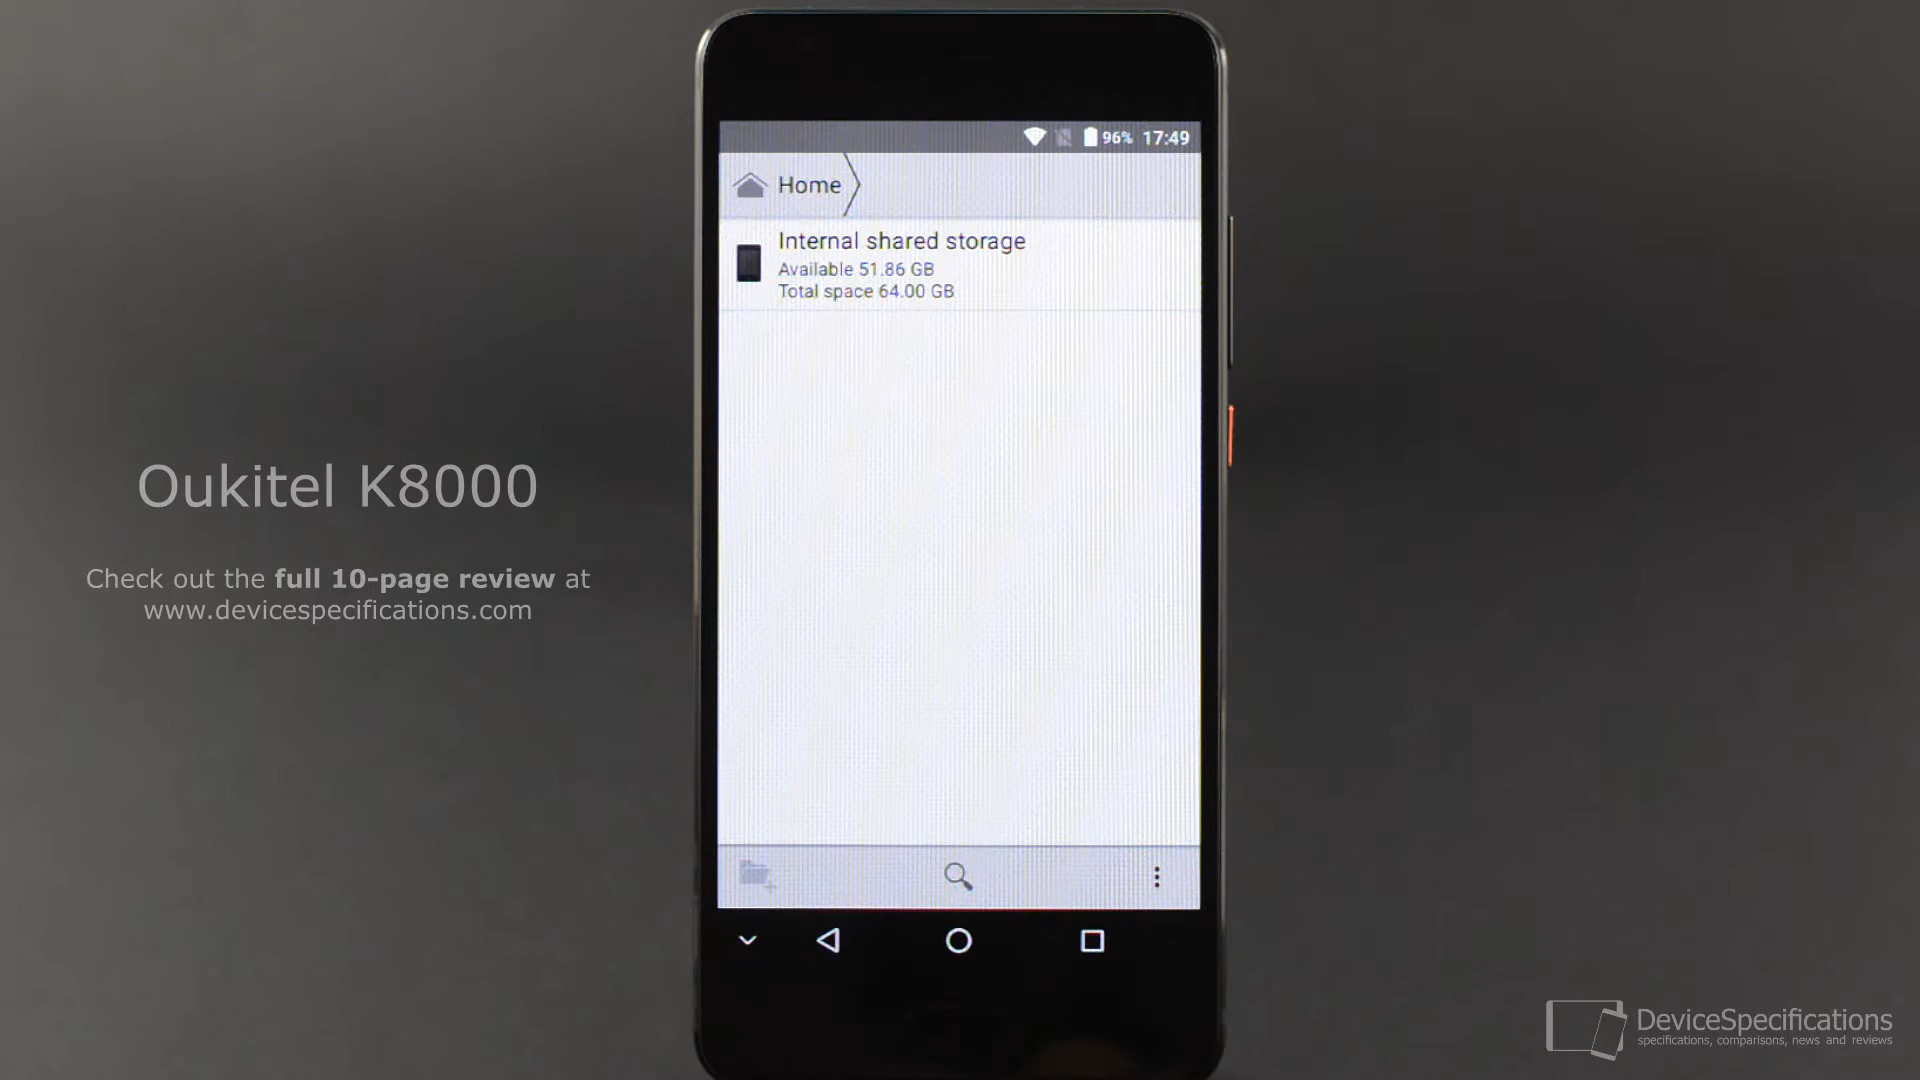 96% 17:49
Home
Internal shared storage
Available 51.86 GB
Total space 64.00 GB
Oukitel K8000
Check out the full 10-page review at
www.devicespecifications.com
DeviceSpecifications
specifications, comparisons, news and reviews